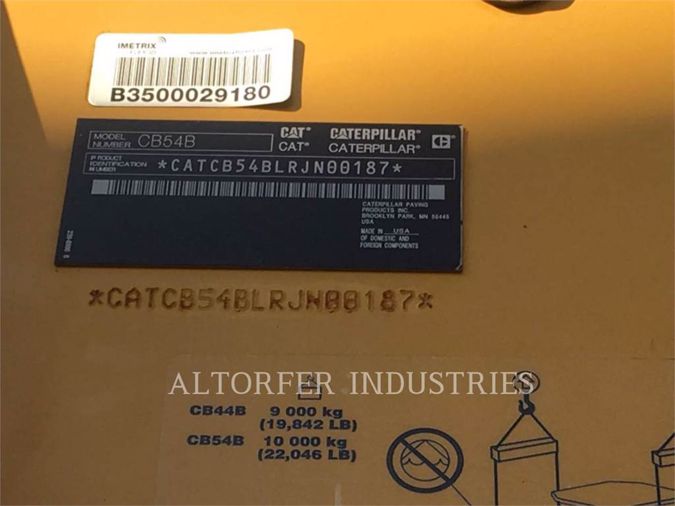 IMETRIX
B3500029180
MODEL NUMBER CB54B
CAT® CATERPILLAR®
CAT® CATERPILLAR®
PRODUCT IDENTIFICATION NUMBER *CATCB54BLRJN00187*
CATERPILLAR PAVING
PRODUCTS INC.
BROOKLYN PARK, MN 55445
USA
MADE IN USA
OF DOMESTIC AND
FOREIGN COMPONENTS
*CATCB54BLRJN00187*
ALTORFER INDUSTRIES
CB44B 9 000 kg
(19,842 LB)
CB54B 10 000 kg
(22,046 LB)